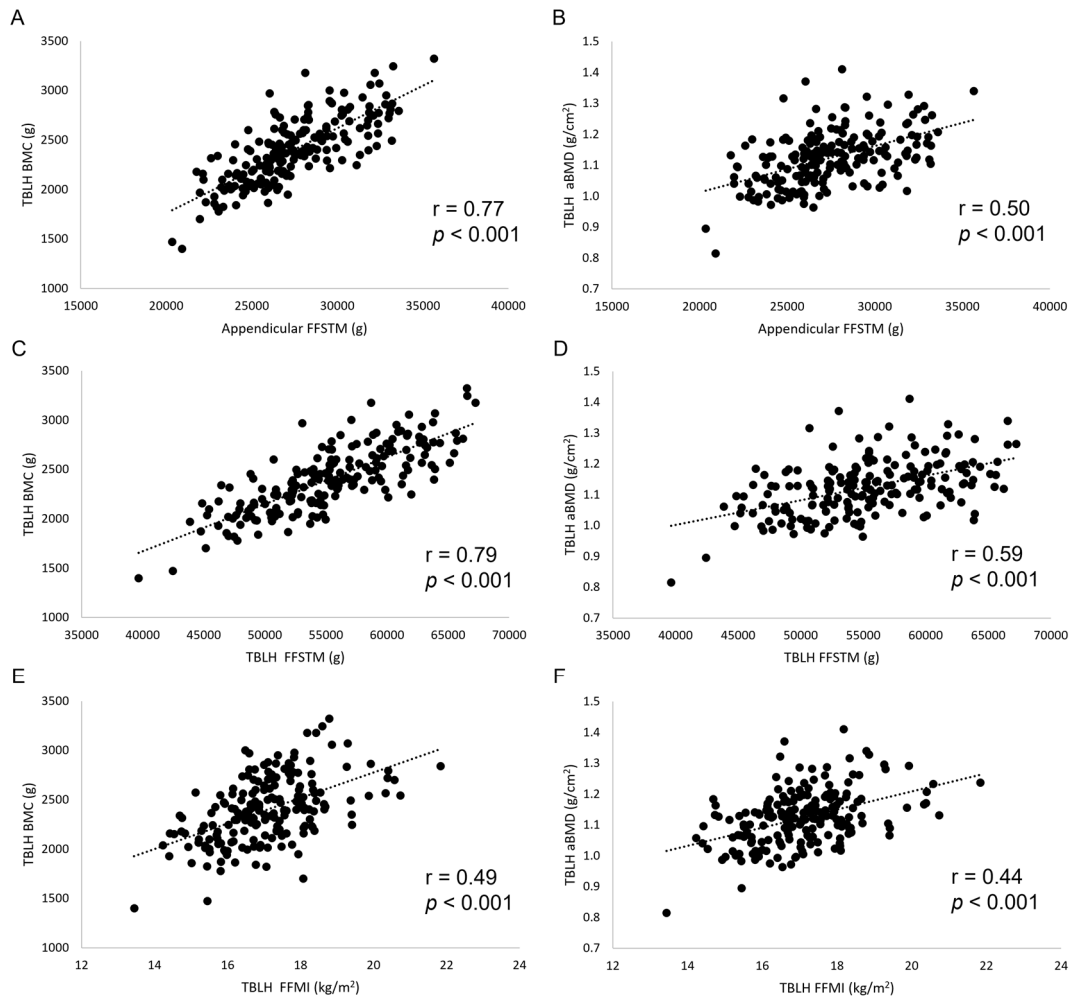 A
3500
3000
2500
2000
1500
1000
TBLH BMC (g)
15000 20000 25000 30000 35000 40000
Appendicular FFSTM (g)
r = 0.77
p < 0.001
B
1.5
1.4
1.3
1.2
1.1
1.0
0.9
0.8
0.7
TBLH aBMD (g/cm²)
15000 20000 25000 30000 35000 40000
Appendicular FFSTM (g)
r = 0.50
p < 0.001
C
3500
3000
2500
2000
1500
1000
TBLH BMC (g)
35000 40000 45000 50000 55000 60000 65000 70000
TBLH FFSTM (g)
r = 0.79
p < 0.001
D
1.5
1.4
1.3
1.2
1.1
1.0
0.9
0.8
0.7
TBLH aBMD (g/cm²)
35000 40000 45000 50000 55000 60000 65000 70000
TBLH FFSTM (g)
r = 0.59
p < 0.001
E
3500
3000
2500
2000
1500
1000
TBLH BMC (g)
12 14 16 18 20 22 24
TBLH FFMI (kg/m²)
r = 0.49
p < 0.001
F
1.5
1.4
1.3
1.2
1.1
1.0
0.9
0.8
0.7
TBLH aBMD (g/cm²)
12 14 16 18 20 22 24
TBLH FFMI (kg/m²)
r = 0.44
p < 0.001